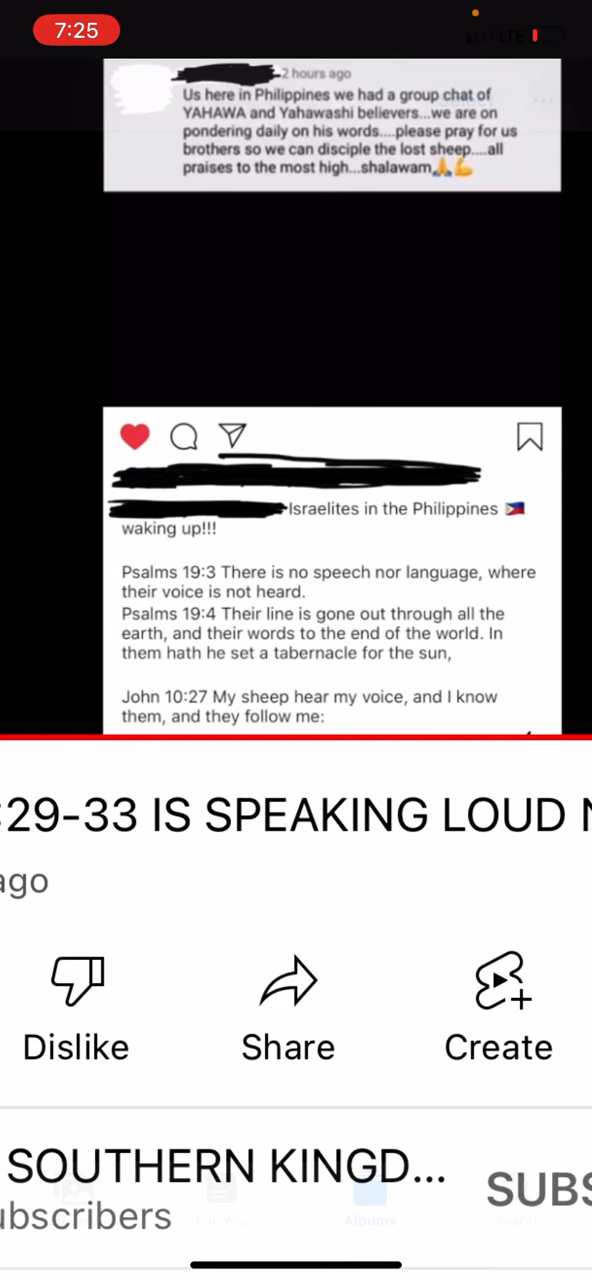 7:25
LTE
2 hours ago
Us here in Philippines we had a group chat of
YAHAWA and Yahawashi believers...we are on
pondering daily on his words....please pray for us
brothers so we can disciple the lost sheep....all
praises to the most high...shalawam🙏💪
Israelites in the Philippines 🇵🇭
waking up!!!
Psalms 19:3 There is no speech nor language, where
their voice is not heard.
Psalms 19:4 Their line is gone out through all the
earth, and their words to the end of the world. In
them hath he set a tabernacle for the sun,
John 10:27 My sheep hear my voice, and I know
them, and they follow me:
:29-33 IS SPEAKING LOUD N
ago
Dislike Share Create
SOUTHERN KINGD... SUBS
ubscribers
For You Albums Search